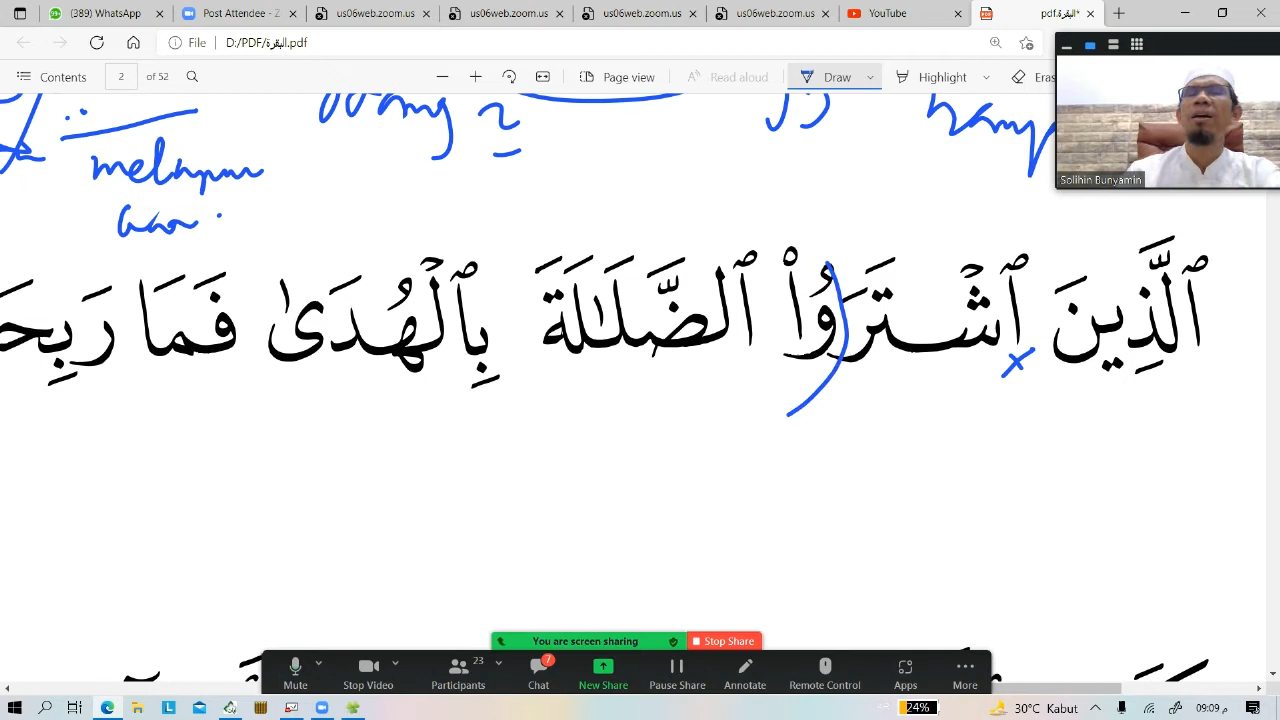 (389) WhatsApp
Post Attendee - Z
us06web.zoom.us
us06web.zoom.us
us06web.zoom.us
us06web.zoom.us
YouTube
البقرة.pdf*
File D:/PDF/البقرة.pdf
Contents 2 of 52 Page view Read aloud Draw Highlight
Solihin Bunyamin
ٱلَّذِينَ ٱشْتَرَوُا۟ ٱلضَّلَـٰلَةَ بِٱلْهُدَىٰ فَمَا رَبِحَ
You are screen sharing Stop Share
23 7
Mute Stop Video Participants Chat New Share Pause Share Annotate Remote Control Apps More
24% 30°C Kabut 09:09 م